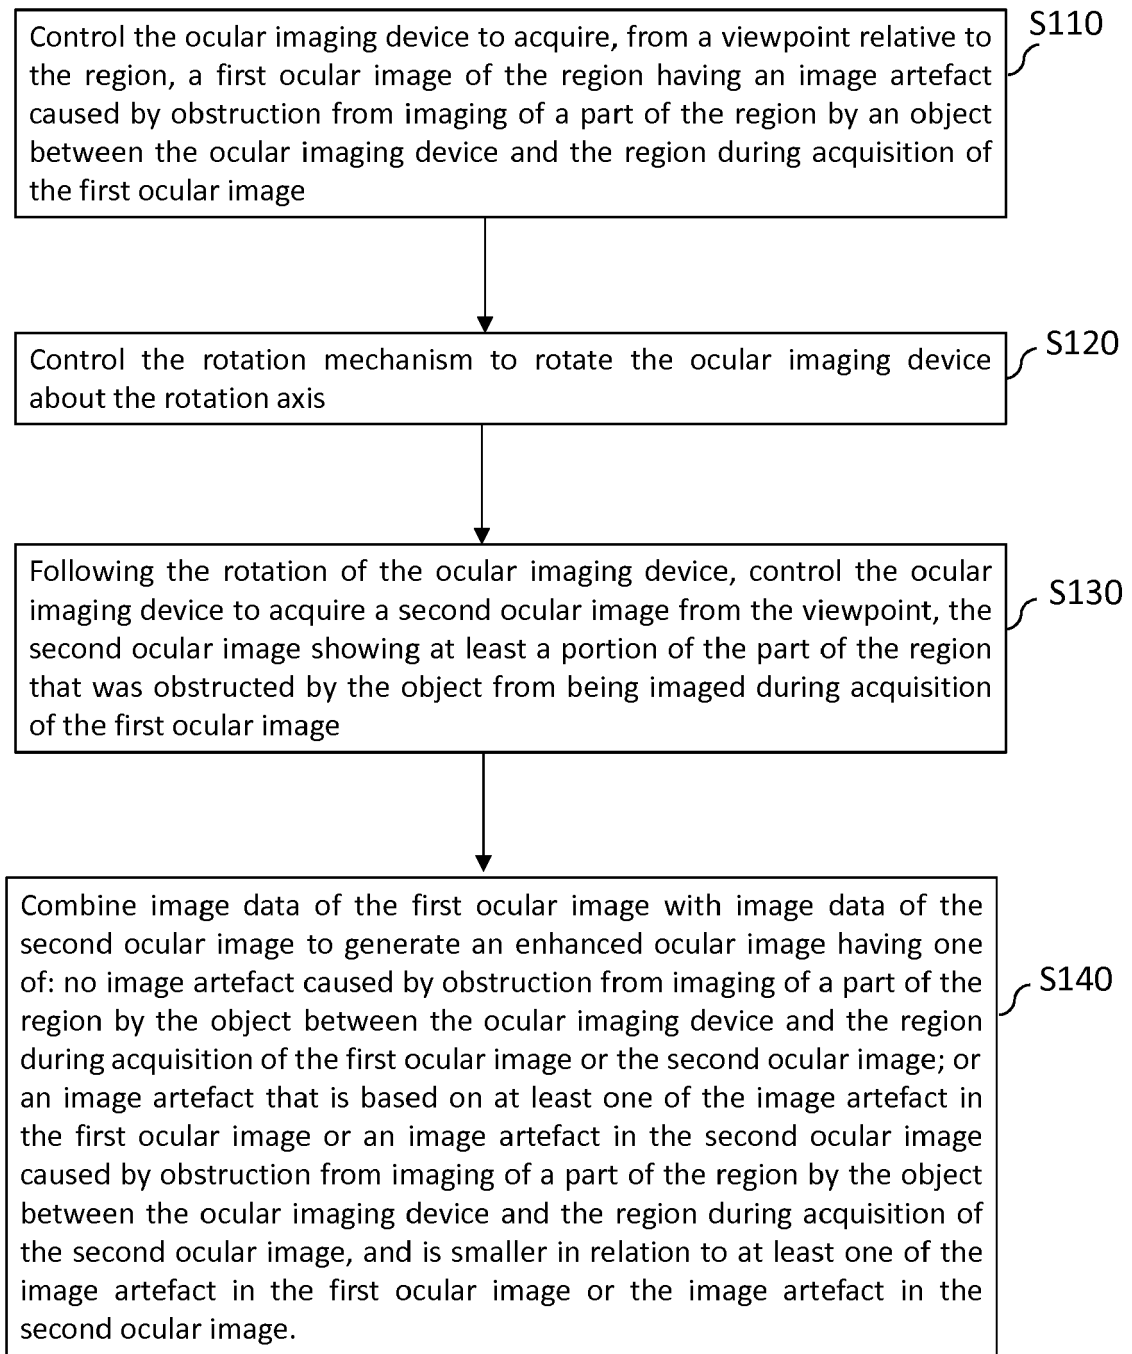 Control the ocular imaging device to acquire, from a viewpoint relative to
the region, a first ocular image of the region having an image artefact
caused by obstruction from imaging of a part of the region by an object
between the ocular imaging device and the region during acquisition of
the first ocular image
S110
Control the rotation mechanism to rotate the ocular imaging device
about the rotation axis
S120
Following the rotation of the ocular imaging device, control the ocular
imaging device to acquire a second ocular image from the viewpoint, the
second ocular image showing at least a portion of the part of the region
that was obstructed by the object from being imaged during acquisition
of the first ocular image
S130
Combine image data of the first ocular image with image data of the
second ocular image to generate an enhanced ocular image having one
of: no image artefact caused by obstruction from imaging of a part of the
region by the object between the ocular imaging device and the region
during acquisition of the first ocular image or the second ocular image; or
an image artefact that is based on at least one of the image artefact in
the first ocular image or an image artefact in the second ocular image
caused by obstruction from imaging of a part of the region by the object
between the ocular imaging device and the region during acquisition of
the second ocular image, and is smaller in relation to at least one of the
image artefact in the first ocular image or the image artefact in the
second ocular image.
S140